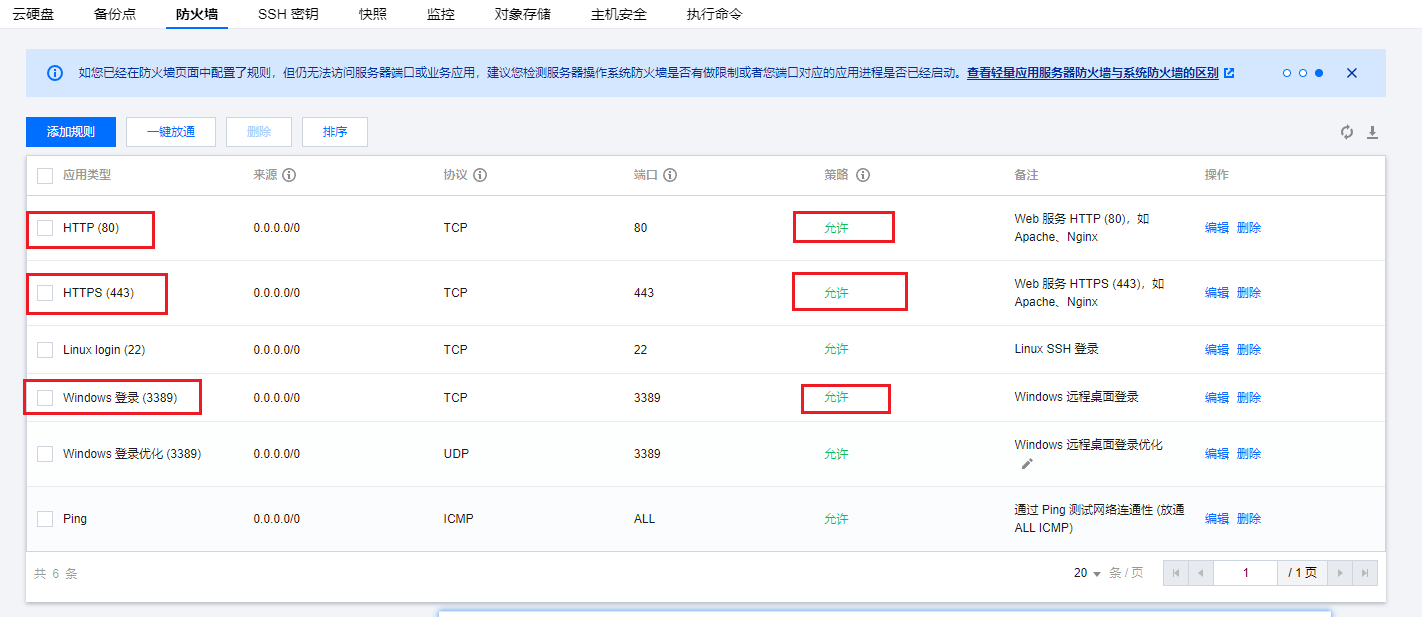 云硬盘 备份点 防火墙 SSH 密钥 快照 监控 对象存储 主机安全 执行命令
如您已经在防火墙页面中配置了规则，但仍无法访问服务器端口或业务应用，建议您检测服务器操作系统防火墙是否有做限制或者您端口对应的应用进程是否已经启动。查看轻量应用服务器防火墙与系统防火墙的区别
添加规则 一键放通 删除 排序
应用类型 来源 协议 端口 策略 备注 操作
HTTP (80) 0.0.0.0/0 TCP 80 允许 Web 服务 HTTP (80)，如 编辑 删除
Apache、Nginx
HTTPS (443) 0.0.0.0/0 TCP 443 允许 Web 服务 HTTPS (443)，如 编辑 删除
Apache、Nginx
Linux login (22) 0.0.0.0/0 TCP 22 允许 Linux SSH 登录 编辑 删除
Windows 登录 (3389) 0.0.0.0/0 TCP 3389 允许 Windows 远程桌面登录 编辑 删除
Windows 登录优化 (3389) 0.0.0.0/0 UDP 3389 允许 Windows 远程桌面登录优化 编辑 删除
Ping 0.0.0.0/0 ICMP ALL 允许 通过 Ping 测试网络连通性 (放通 编辑 删除
ALL ICMP)
共 6 条 20 条 / 页 1 / 1 页